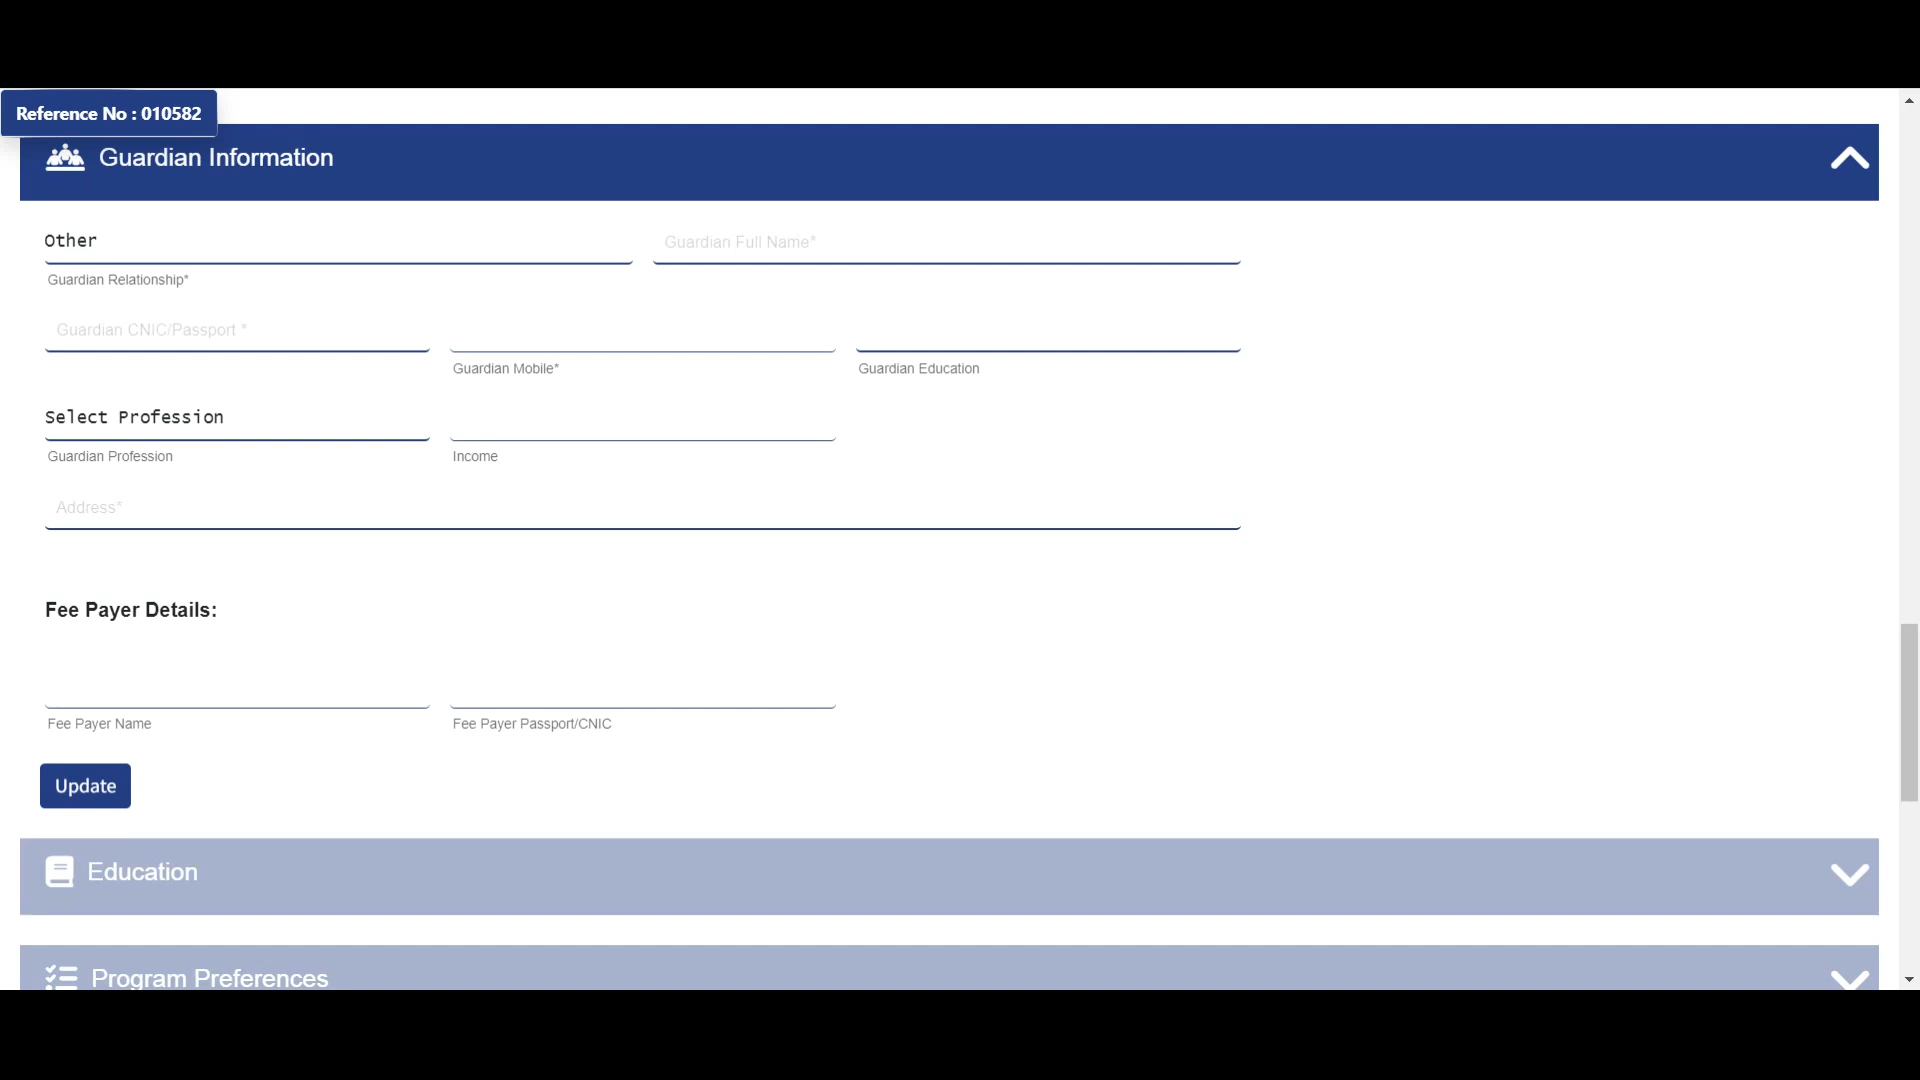 Reference No : 010582
Guardian Information
Other
Guardian Full Name*
Guardian Relationship*
Guardian CNIC/Passport *
Guardian Mobile*
Guardian Education
Select Profession
Guardian Profession
Income
Address*
Fee Payer Details:
Fee Payer Name
Fee Payer Passport/CNIC
Update
Education
Program Preferences